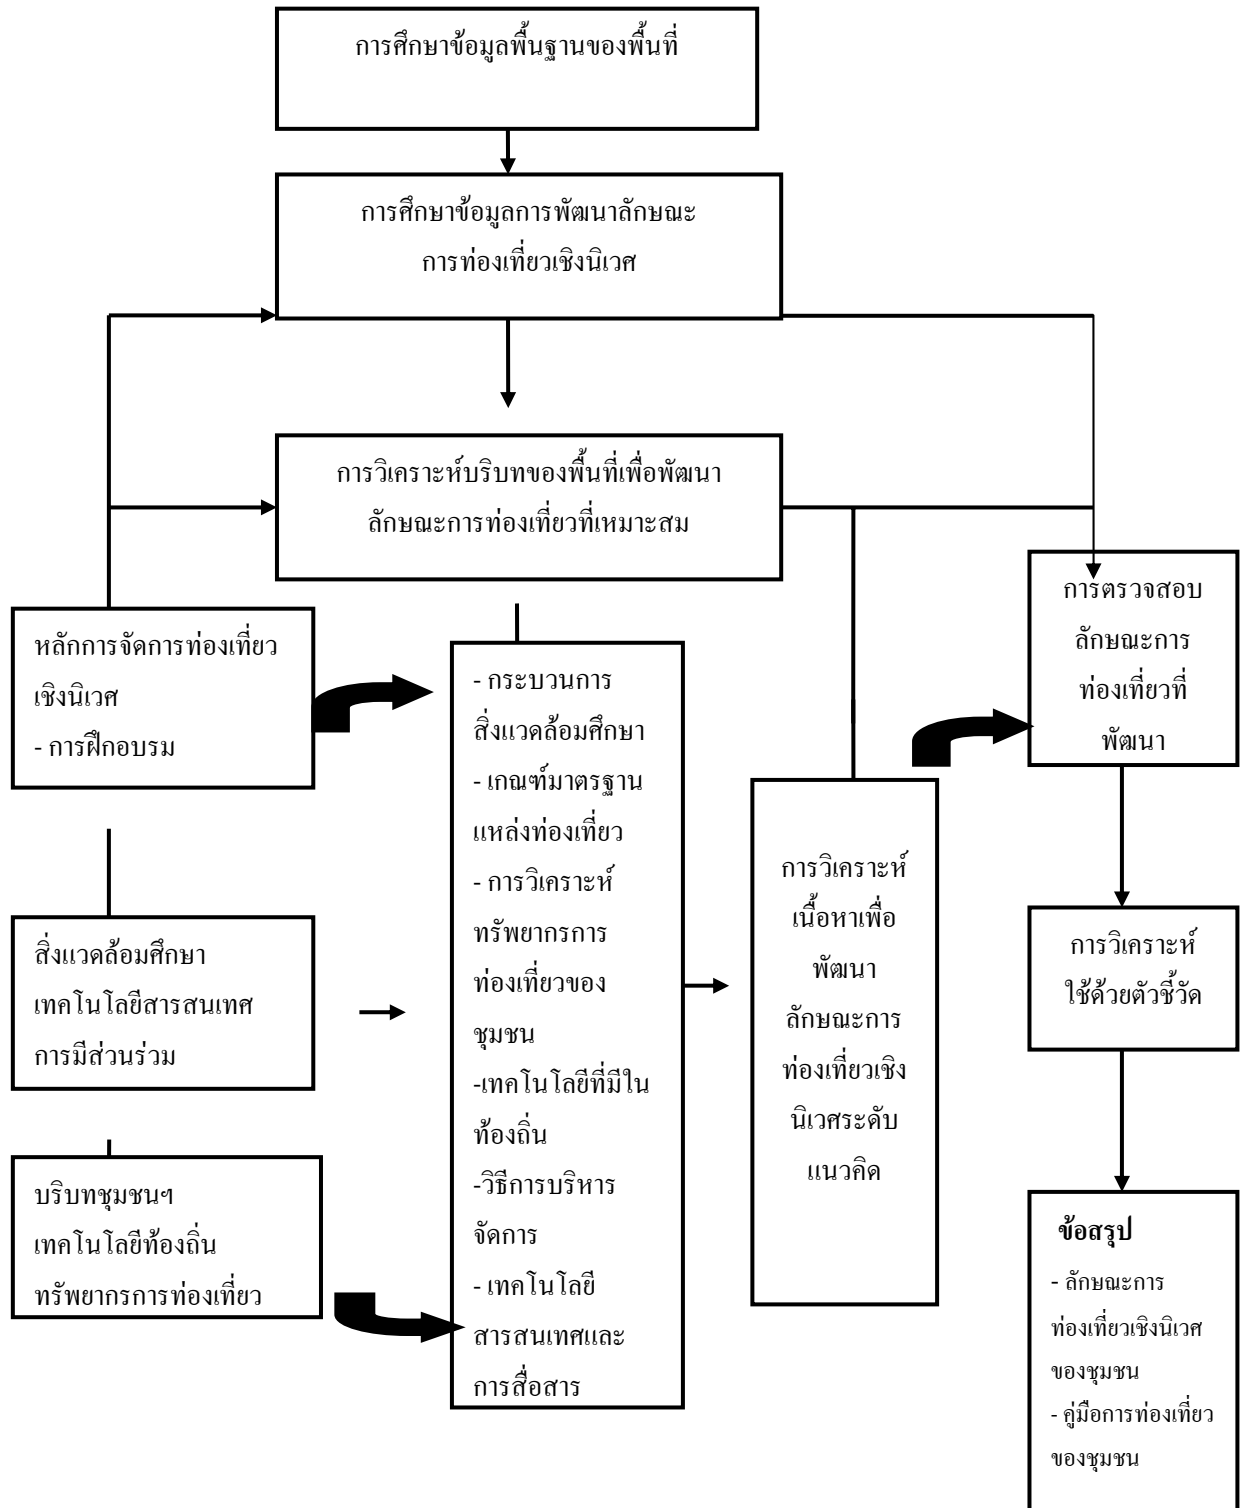 การศึกษาข้อมูลพื้นฐานของพื้นที่
การศึกษาข้อมูลการพัฒนาลักษณะ
การท่องเที่ยวเชิงนิเวศ
การวิเคราะห์บริบทของพื้นที่เพื่อพัฒนา
ลักษณะการท่องเที่ยวที่เหมาะสม
หลักการจัดการท่องเที่ยว
เชิงนิเวศ
- การฝึกอบรม
สิ่งแวดล้อมศึกษา
เทคโนโลยีสารสนเทศ
การมีส่วนร่วม
บริบทชุมชนฯ
เทคโนโลยีท้องถิ่น
ทรัพยากรการท่องเที่ยว
- กระบวนการ
สิ่งแวดล้อมศึกษา
- เกณฑ์มาตรฐาน
แหล่งท่องเที่ยว
- การวิเคราะห์
ทรัพยากรการ
ท่องเที่ยวของ
ชุมชน
-เทคโนโลยีที่มีใน
ท้องถิ่น
-วิธีการบริหาร
จัดการ
- เทคโนโลยี
สารสนเทศและ
การสื่อสาร
การวิเคราะห์
เนื้อหาเพื่อ
พัฒนา
ลักษณะการ
ท่องเที่ยวเชิง
นิเวศระดับ
แนวคิด
การตรวจสอบ
ลักษณะการ
ท่องเที่ยวที่
พัฒนา
การวิเคราะห์
ใช้ด้วยตัวชี้วัด
ข้อสรุป
- ลักษณะการ
ท่องเที่ยวเชิงนิเวศ
ของชุมชน
- คู่มือการท่องเที่ยว
ของชุมชน